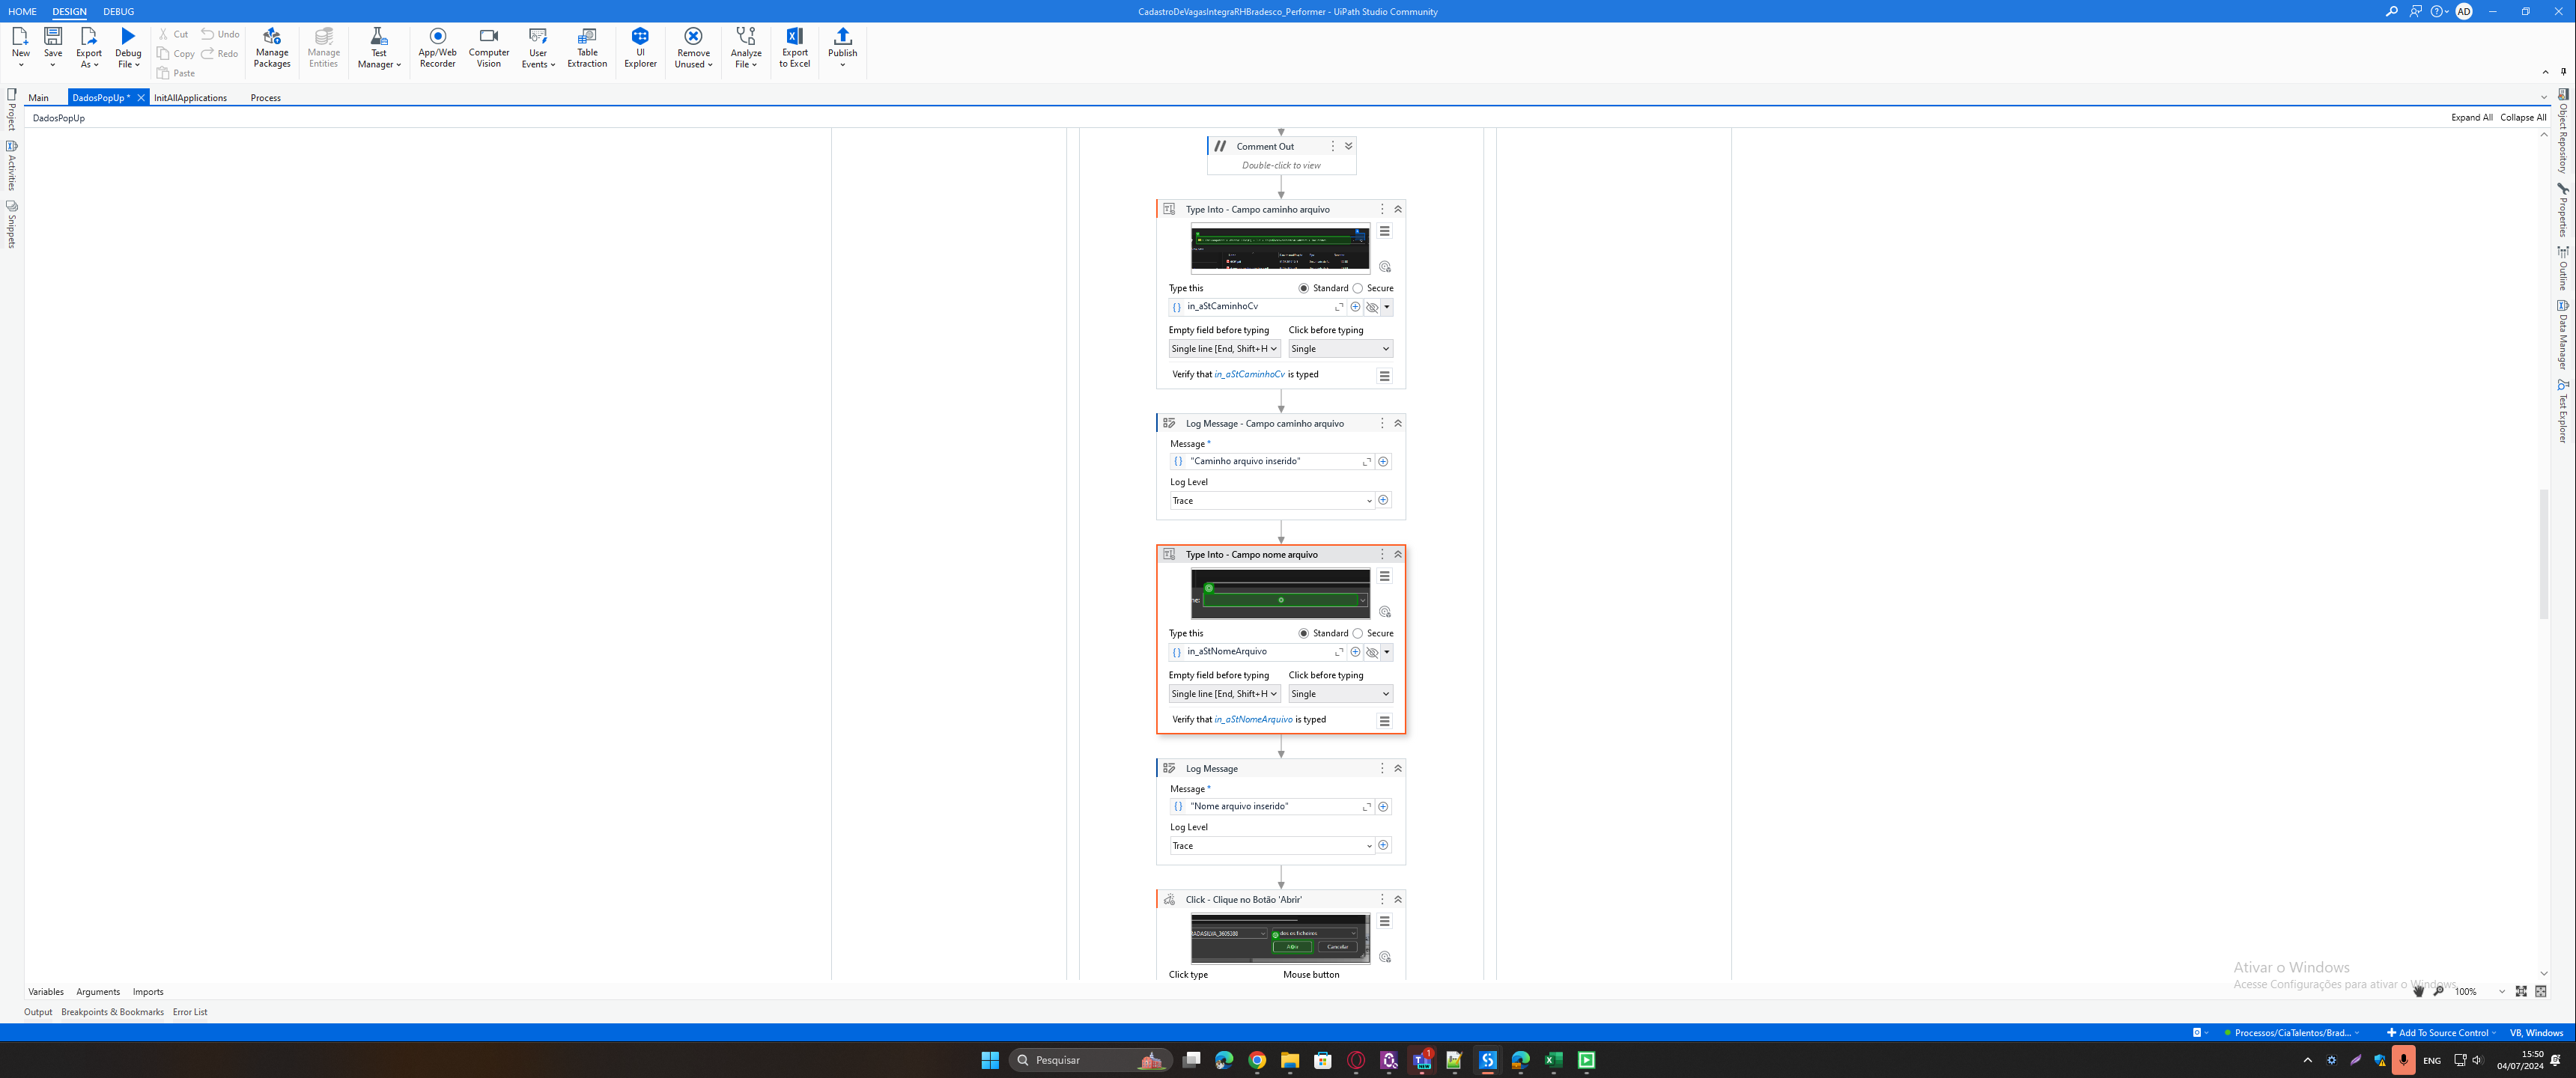 HOME DESIGN DEBUG
CadastroDeVagasIntegraRHBradesco_Performer - UiPath Studio Community
AD
New Save Export As Debug File
Cut Copy Paste Undo Redo
Manage Packages
Manage Entities
Test Manager
App/Web Recorder
Computer Vision
User Events
Table Extraction
UI Explorer
Remove Unused
Analyze File
Export to Excel
Publish
Main DadosPopUp * InitAllApplications Process
DadosPopUp
Expand All Collapse All
Project
Activities
Snippets
Object Repository
Properties
Outline
Data Manager
Test Explorer
// Comment Out
Double-click to view
Type Into - Campo caminho arquivo
Type this Standard Secure
{} in_aStCaminhoCv
Empty field before typing Click before typing
Single line [End, Shift+H Single
Verify that in_aStCaminhoCv is typed
Log Message - Campo caminho arquivo
Message *
{} "Caminho arquivo inserido"
Log Level
Trace
Type Into - Campo nome arquivo
Type this Standard Secure
{} in_aStNomeArquivo
Empty field before typing Click before typing
Single line [End, Shift+H Single
Verify that in_aStNomeArquivo is typed
Log Message
Message *
{} "Nome arquivo inserido"
Log Level
Trace
Click - Clique no Botão 'Abrir'
RADASILVA_3605300 dos os ficheiros
Cancelar
Click type Mouse button
Ativar o Windows
Acesse Configurações para ativar o Windows.
Variables Arguments Imports
100%
Output Breakpoints & Bookmarks Error List
0 Processos/CiaTalentos/Brad... Add To Source Control VB, Windows
Pesquisar
1
NEW
ENG
15:50
04/07/2024